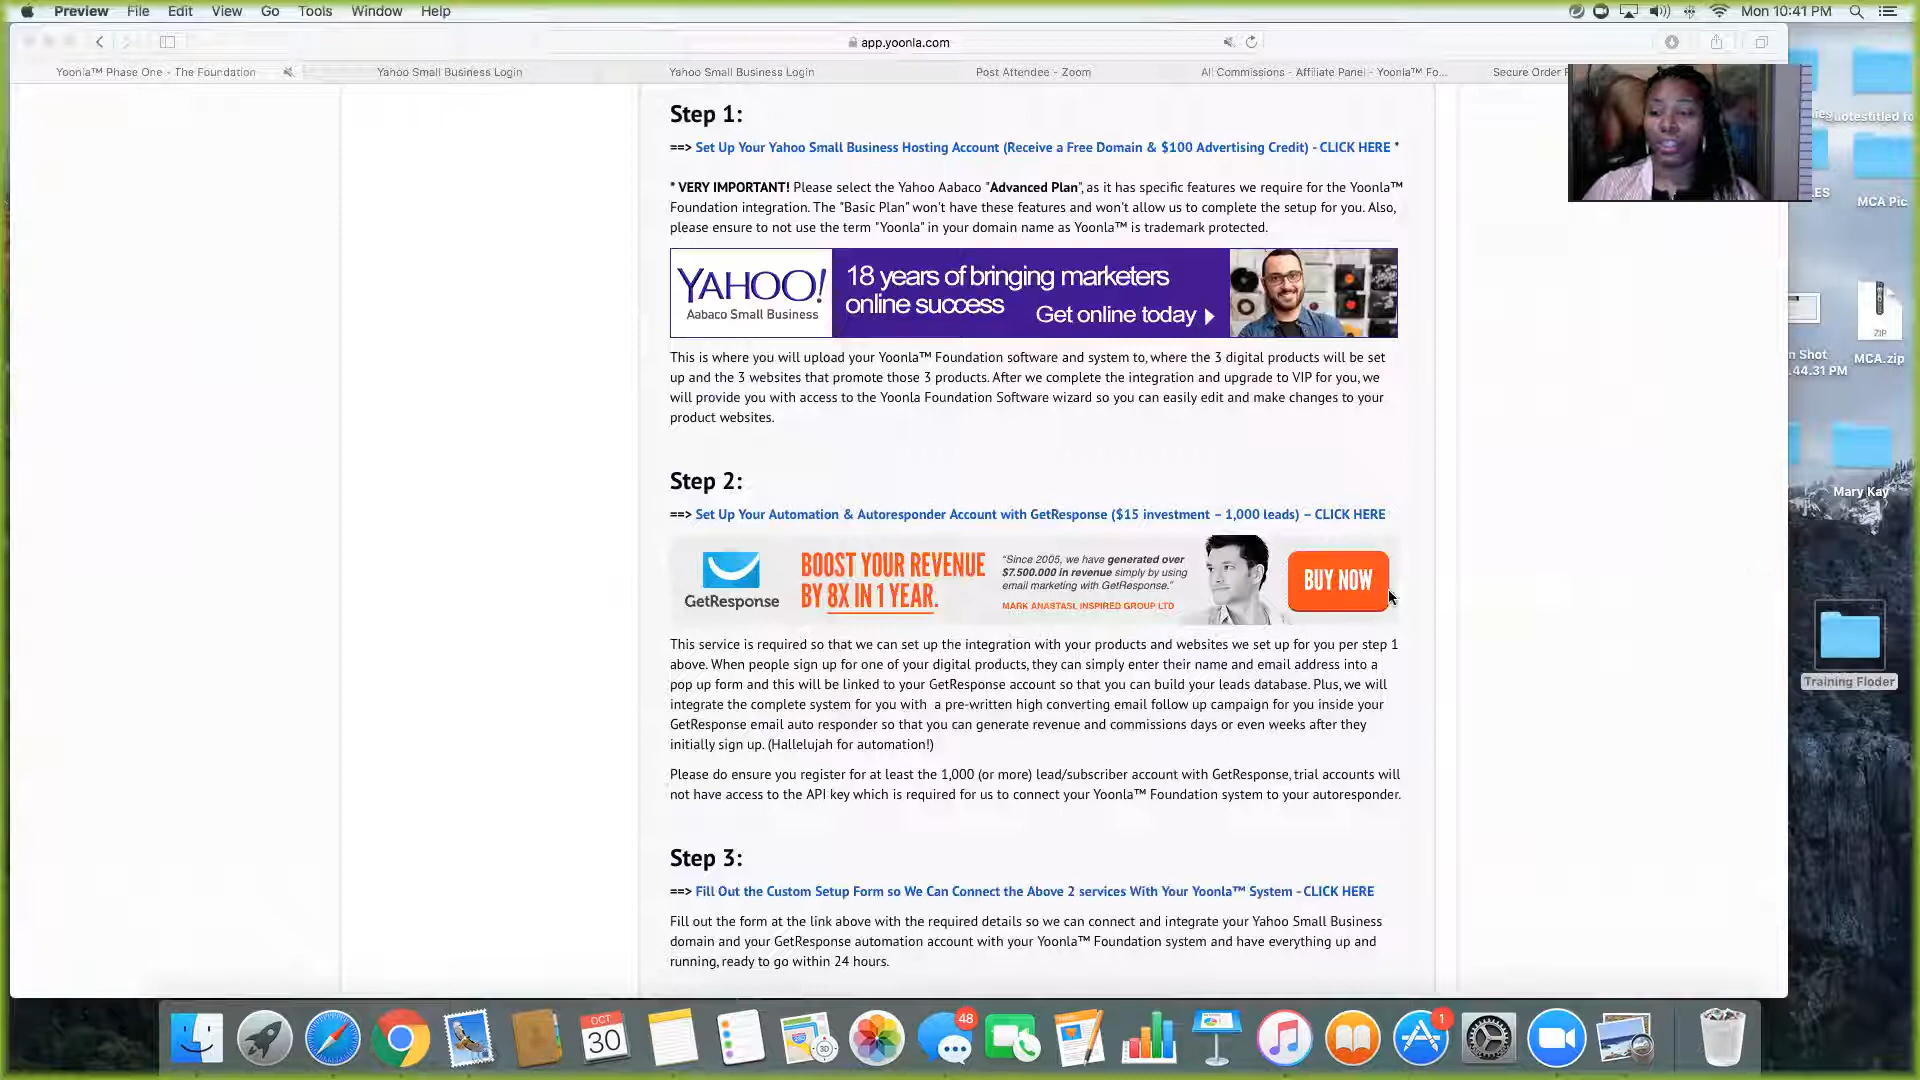 Preview File Edit View Go Tools Window Help
Mon 10:41 PM
app.yoonla.com
Yoonla™ Phase One - The Foundation
Yahoo Small Business Login
Yahoo Small Business Login
Post Attendee - Zoom
All Commissions - Affiliate Panel - Yoonla™ Fo...
Secure Order
Step 1:
==> Set Up Your Yahoo Small Business Hosting Account (Receive a Free Domain & $100 Advertising Credit) - CLICK HERE *
* VERY IMPORTANT! Please select the Yahoo Aabaco "Advanced Plan", as it has specific features we require for the Yoonla™
Foundation integration. The "Basic Plan" won't have these features and won't allow us to complete the setup for you. Also,
please ensure to not use the term "Yoonla" in your domain name as Yoonla™ is trademark protected.
YAHOO!
Aabaco Small Business
18 years of bringing marketers
online success
Get online today
This is where you will upload your Yoonla™ Foundation software and system to, where the 3 digital products will be set
up and the 3 websites that promote those 3 products. After we complete the integration and upgrade to VIP for you, we
will provide you with access to the Yoonla Foundation Software wizard so you can easily edit and make changes to your
product websites.
Step 2:
==> Set Up Your Automation & Autoresponder Account with GetResponse ($15 investment – 1,000 leads) – CLICK HERE
GetResponse
BOOST YOUR REVENUE
BY 8X IN 1 YEAR.
"Since 2005, we have generated over
$7.500.000 in revenue simply by using
email marketing with GetResponse."
MARK ANASTASI, INSPIRED GROUP LTD
BUY NOW
This service is required so that we can set up the integration with your products and websites we set up for you per step 1
above. When people sign up for one of your digital products, they can simply enter their name and email address into a
pop up form and this will be linked to your GetResponse account so that you can build your leads database. Plus, we will
integrate the complete system for you with a pre-written high converting email follow up campaign for you inside your
GetResponse email auto responder so that you can generate revenue and commissions days or even weeks after they
initially sign up. (Hallelujah for automation!)
Please do ensure you register for at least the 1,000 (or more) lead/subscriber account with GetResponse, trial accounts will
not have access to the API key which is required for us to connect your Yoonla™ Foundation system to your autoresponder.
Step 3:
==> Fill Out the Custom Setup Form so We Can Connect the Above 2 services With Your Yoonla™ System - CLICK HERE
Fill out the form at the link above with the required details so we can connect and integrate your Yahoo Small Business
domain and your GetResponse automation account with your Yoonla™ Foundation system and have everything up and
running, ready to go within 24 hours.
MCA Pic
ZIP
n Shot
.44.31 PM
MCA.zip
Mary Kay
Training Floder
OCT
30
48
1